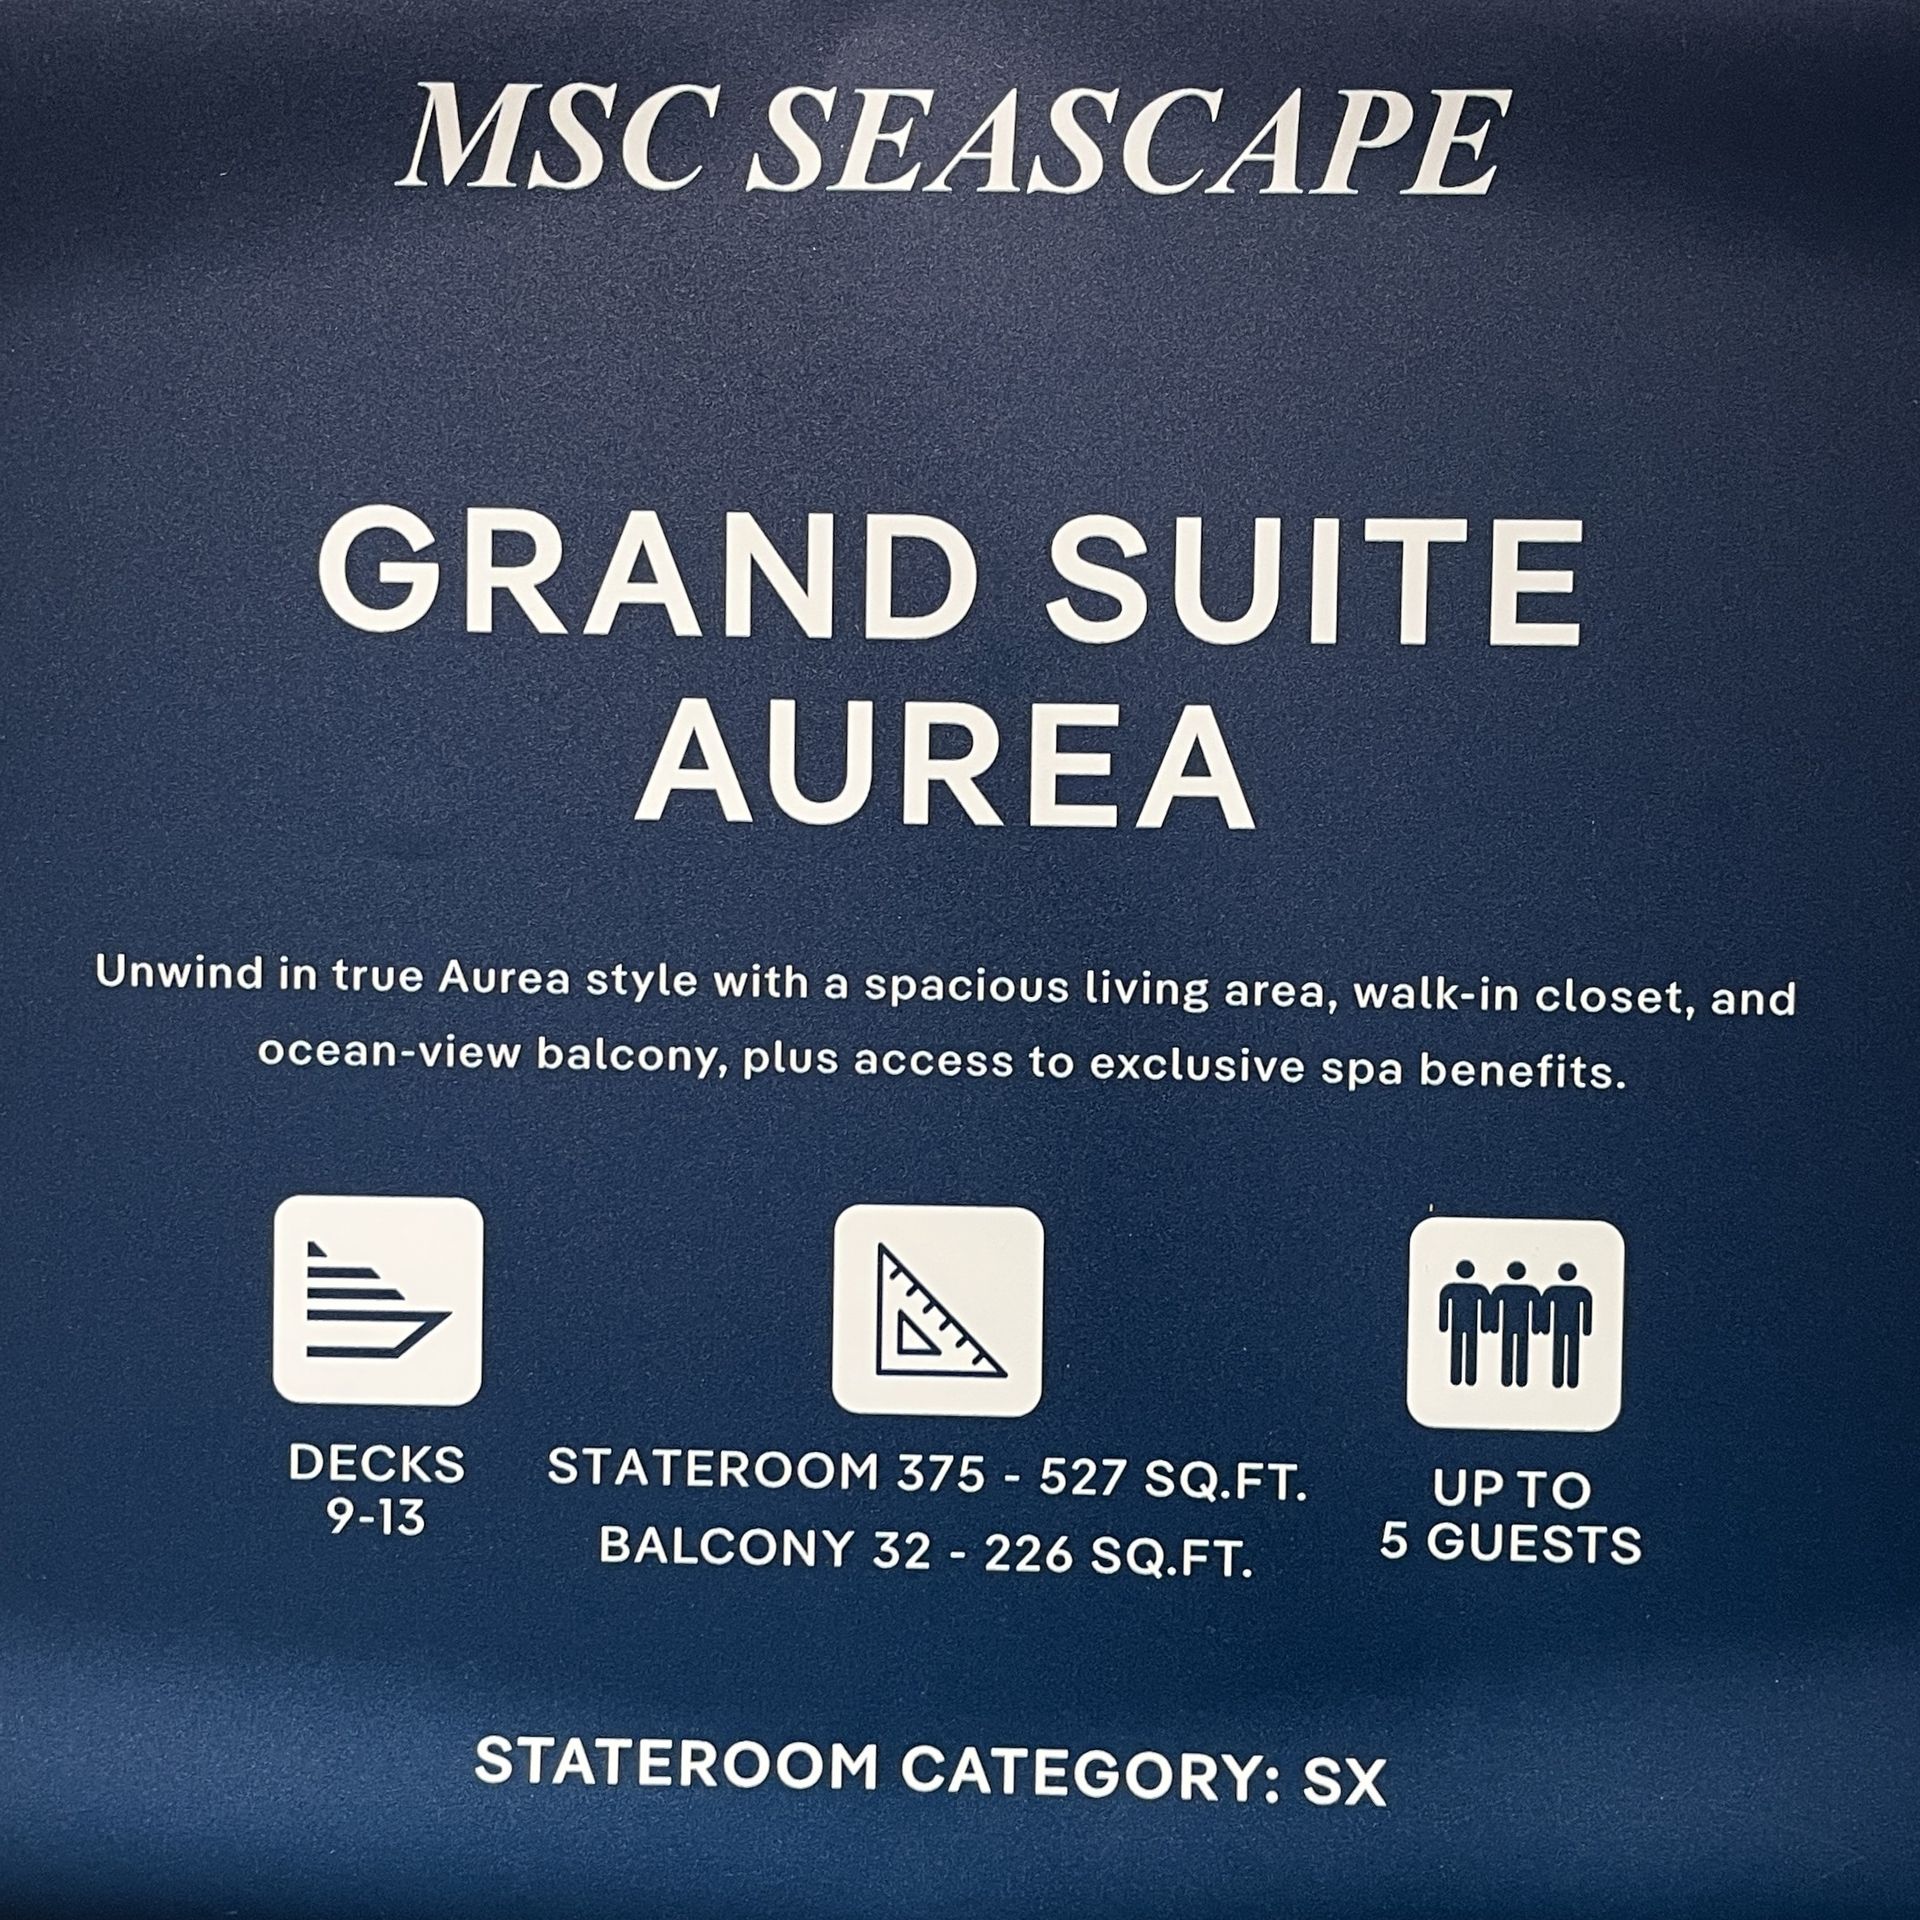 MSC SEASCAPE
GRAND SUITE
AUREA
Unwind in true Aurea style with a spacious living area, walk-in closet, and
ocean-view balcony, plus access to exclusive spa benefits.
DECKS
9-13
STATEROOM 375 - 527 SQ.FT.
BALCONY 32 - 226 SQ.FT.
UP TO
5 GUESTS
STATEROOM CATEGORY: SX